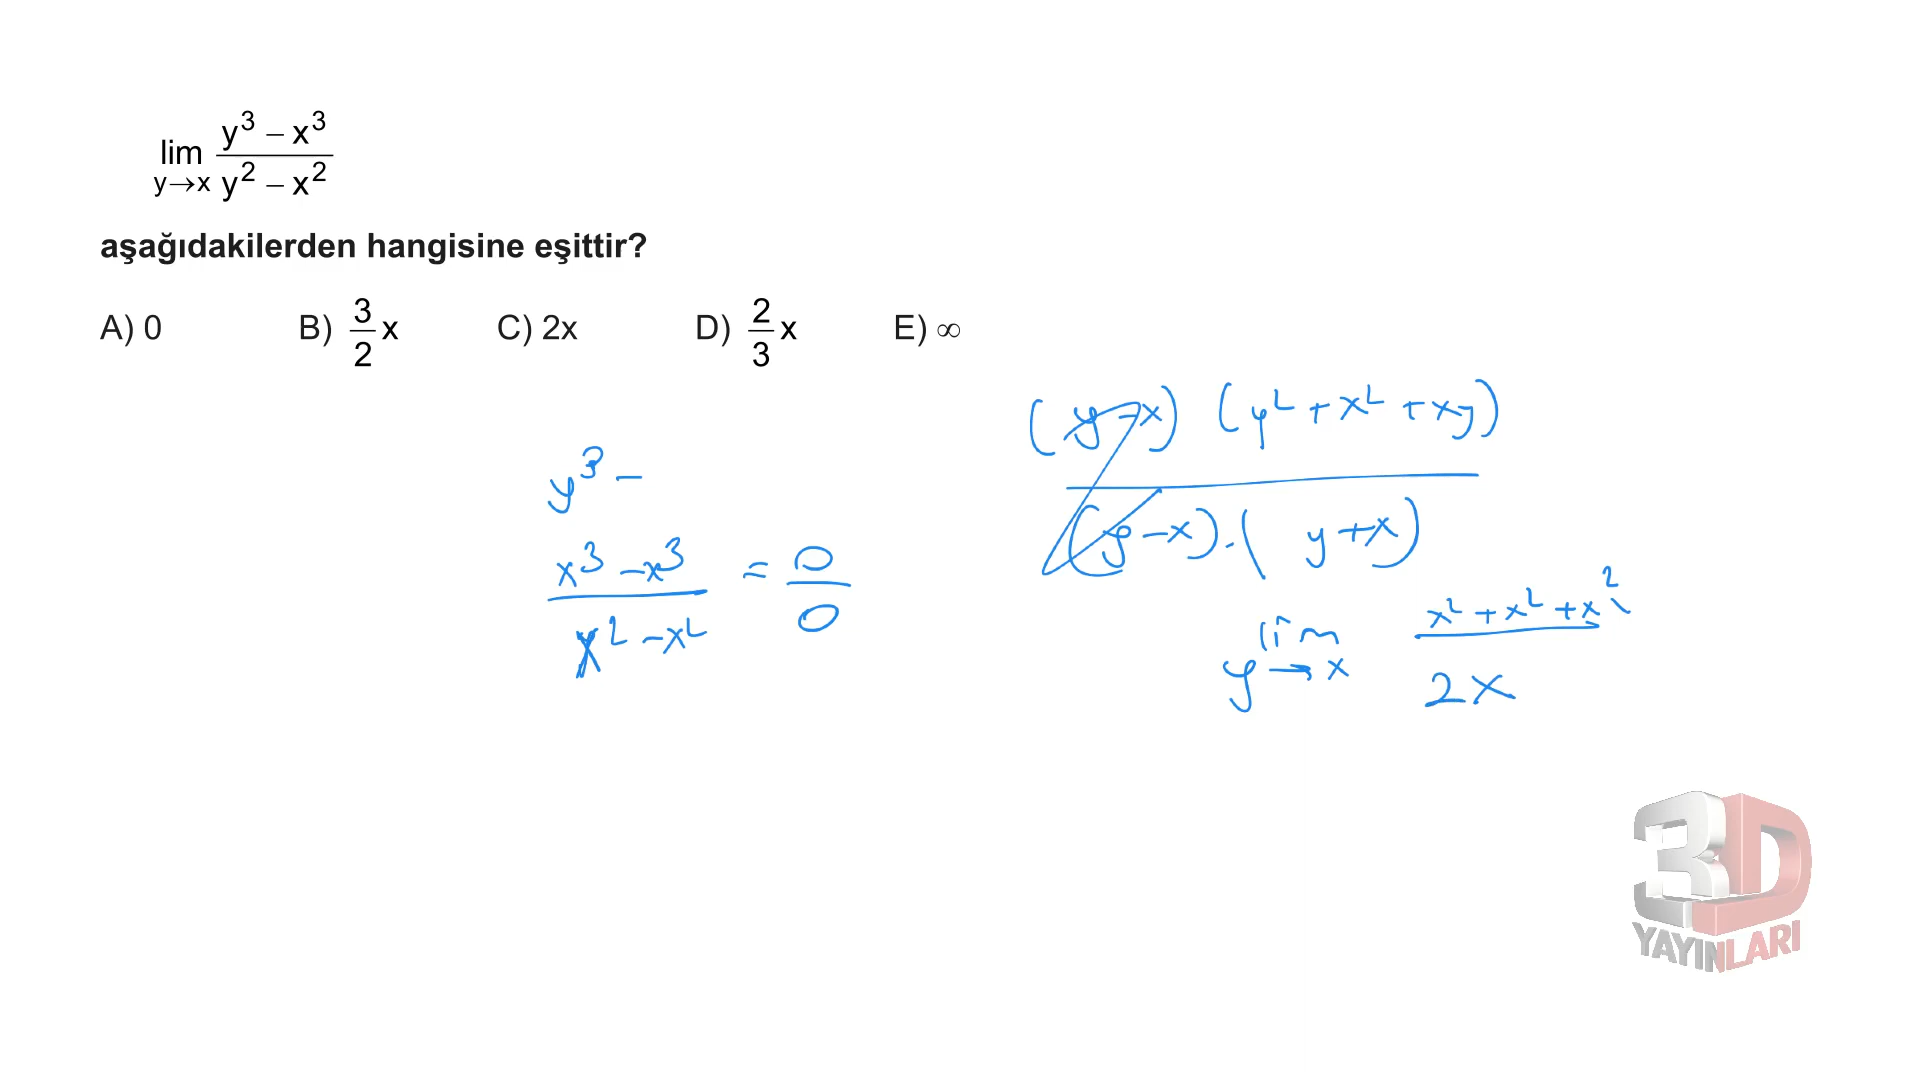 lim y→x (y³ – x³)/(y² – x²)
aşağıdakilerden hangisine eşittir?
A) 0 B) 3/2 x C) 2x D) 2/3 x E) ∞
(y – x) (y² + x² + xy)
(y – x) · (y + x)
y³ –
x³ – x³ / x² – x² = 0/0
lim y→x x² + x² + x² / 2x
3D
YAYINLARI